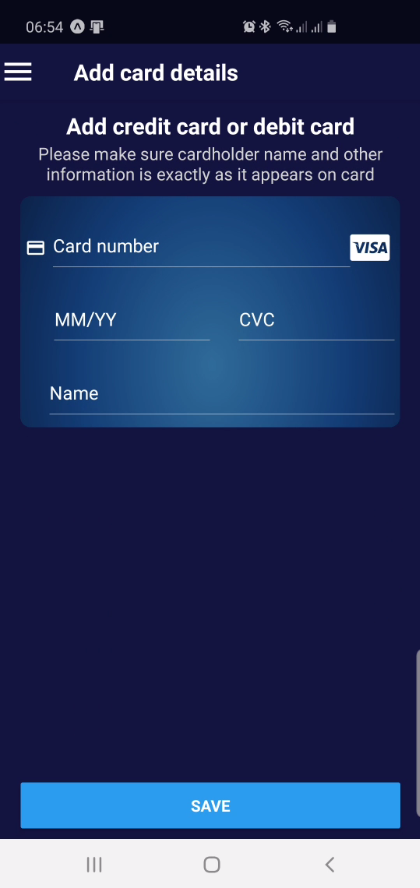 06:54
Add card details
Add credit card or debit card
Please make sure cardholder name and other
information is exactly as it appears on card
Card number
VISA
MM/YY CVC
Name
SAVE